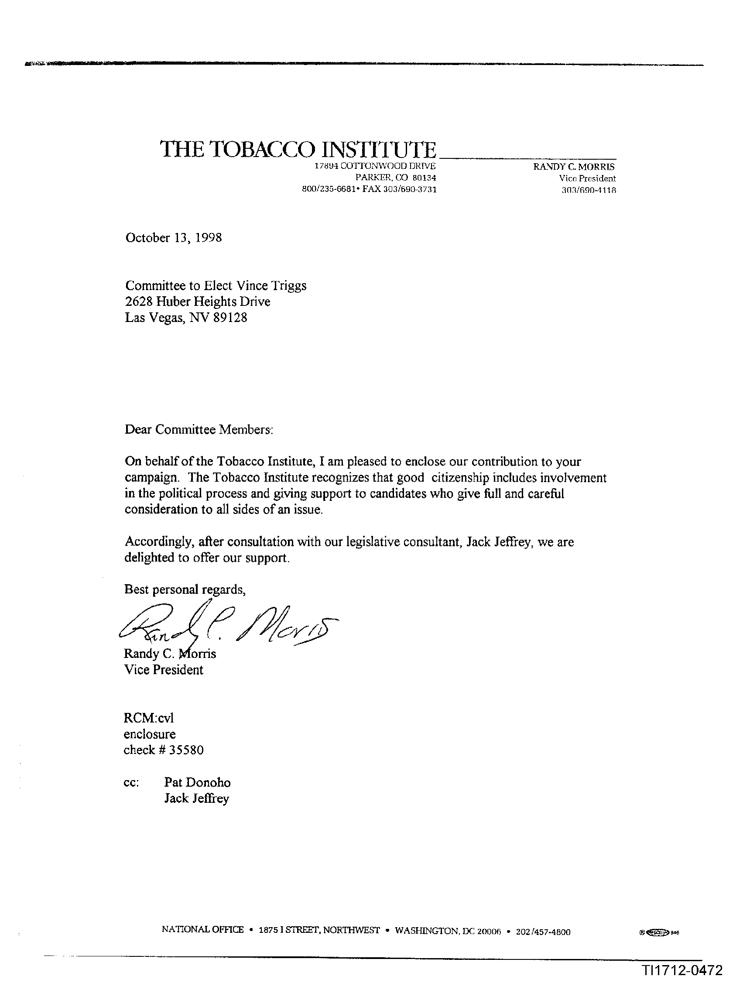 THE TOBACCO INSTITUTE
17894 COTTONWOOD DRIVE
PARKER, CO 80134
800/235-6681 • FAX 303/690-3731
RANDY C. MORRIS
Vice President
303/690-4118
October 13, 1998
Committee to Elect Vince Triggs
2628 Huber Heights Drive
Las Vegas, NV 89128
Dear Committee Members:
On behalf of the Tobacco Institute, I am pleased to enclose our contribution to your
campaign. The Tobacco Institute recognizes that good citizenship includes involvement
in the political process and giving support to candidates who give full and careful
consideration to all sides of an issue.
Accordingly, after consultation with our legislative consultant, Jack Jeffrey, we are
delighted to offer our support.
Best personal regards,
Randy C. Morris
Randy C. Morris
Vice President
RCM:cvl
enclosure
check # 35580
cc: Pat Donoho
Jack Jeffrey
NATIONAL OFFICE • 1875 I STREET, NORTHWEST • WASHINGTON, DC 20006 • 202/457-4800
TI1712-0472